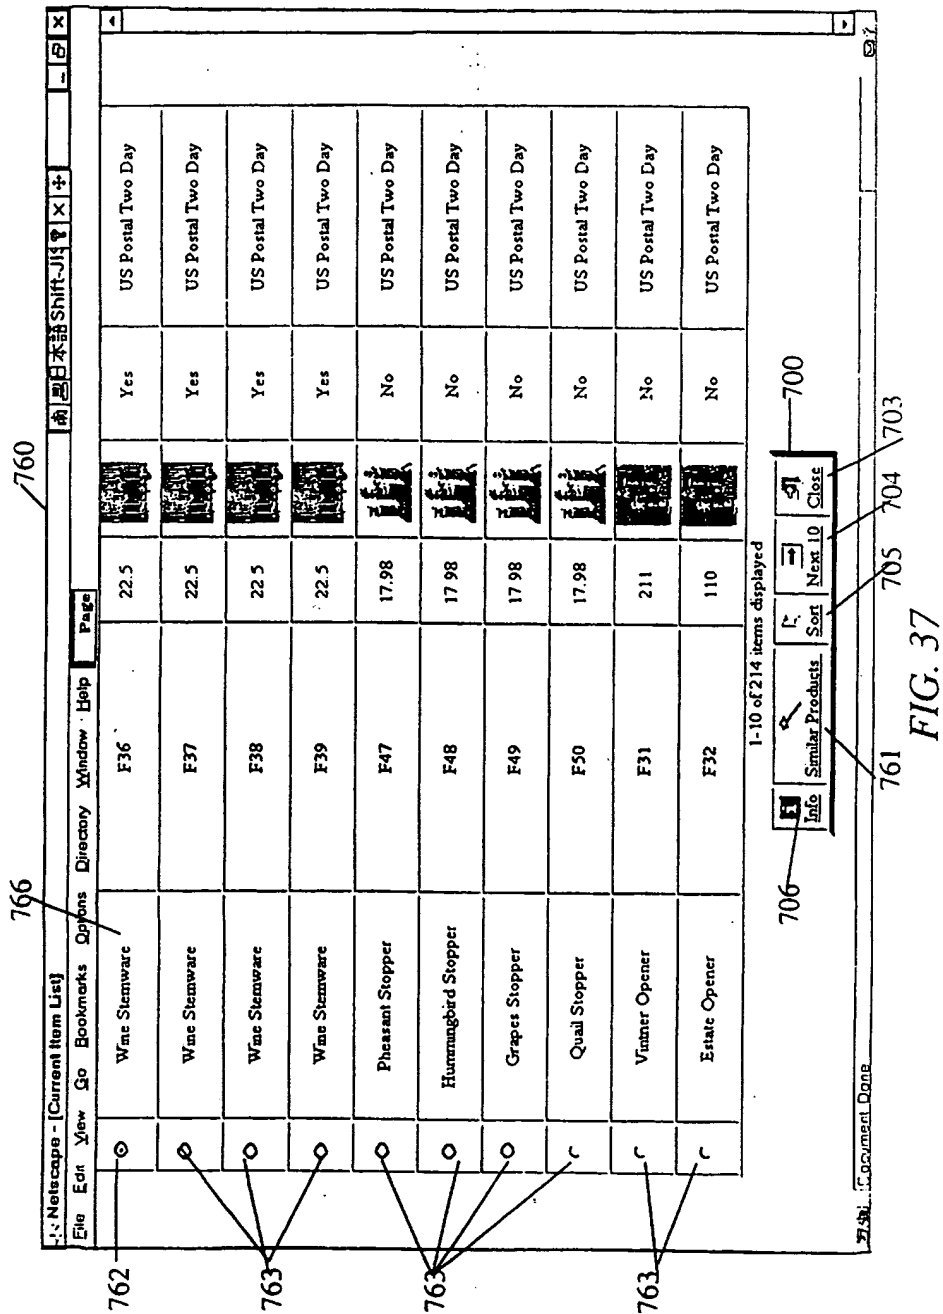 760
Netscape - [Current Item List]
日本語 Shift-JIS
File Edit View Go Bookmarks Options Directory Window Help
Page
766
762
763
763
763
Wine Stemware F36 22.5 Yes US Postal Two Day
Wine Stemware F37 22.5 Yes US Postal Two Day
Wine Stemware F38 22 5 Yes US Postal Two Day
Wine Stemware F39 22.5 Yes US Postal Two Day
Pheasant Stopper F47 17.98 No US Postal Two Day
Hummingbird Stopper F48 17 98 No US Postal Two Day
Grapes Stopper F49 17 98 No US Postal Two Day
Quail Stopper F50 17.98 No US Postal Two Day
Vintner Opener F31 211 No US Postal Two Day
Estate Opener F32 110 No US Postal Two Day
1-10 of 214 items displayed
Info Similar Products Sort Next 10 Close
700
703
704
705
706
761
Document Done
FIG. 37